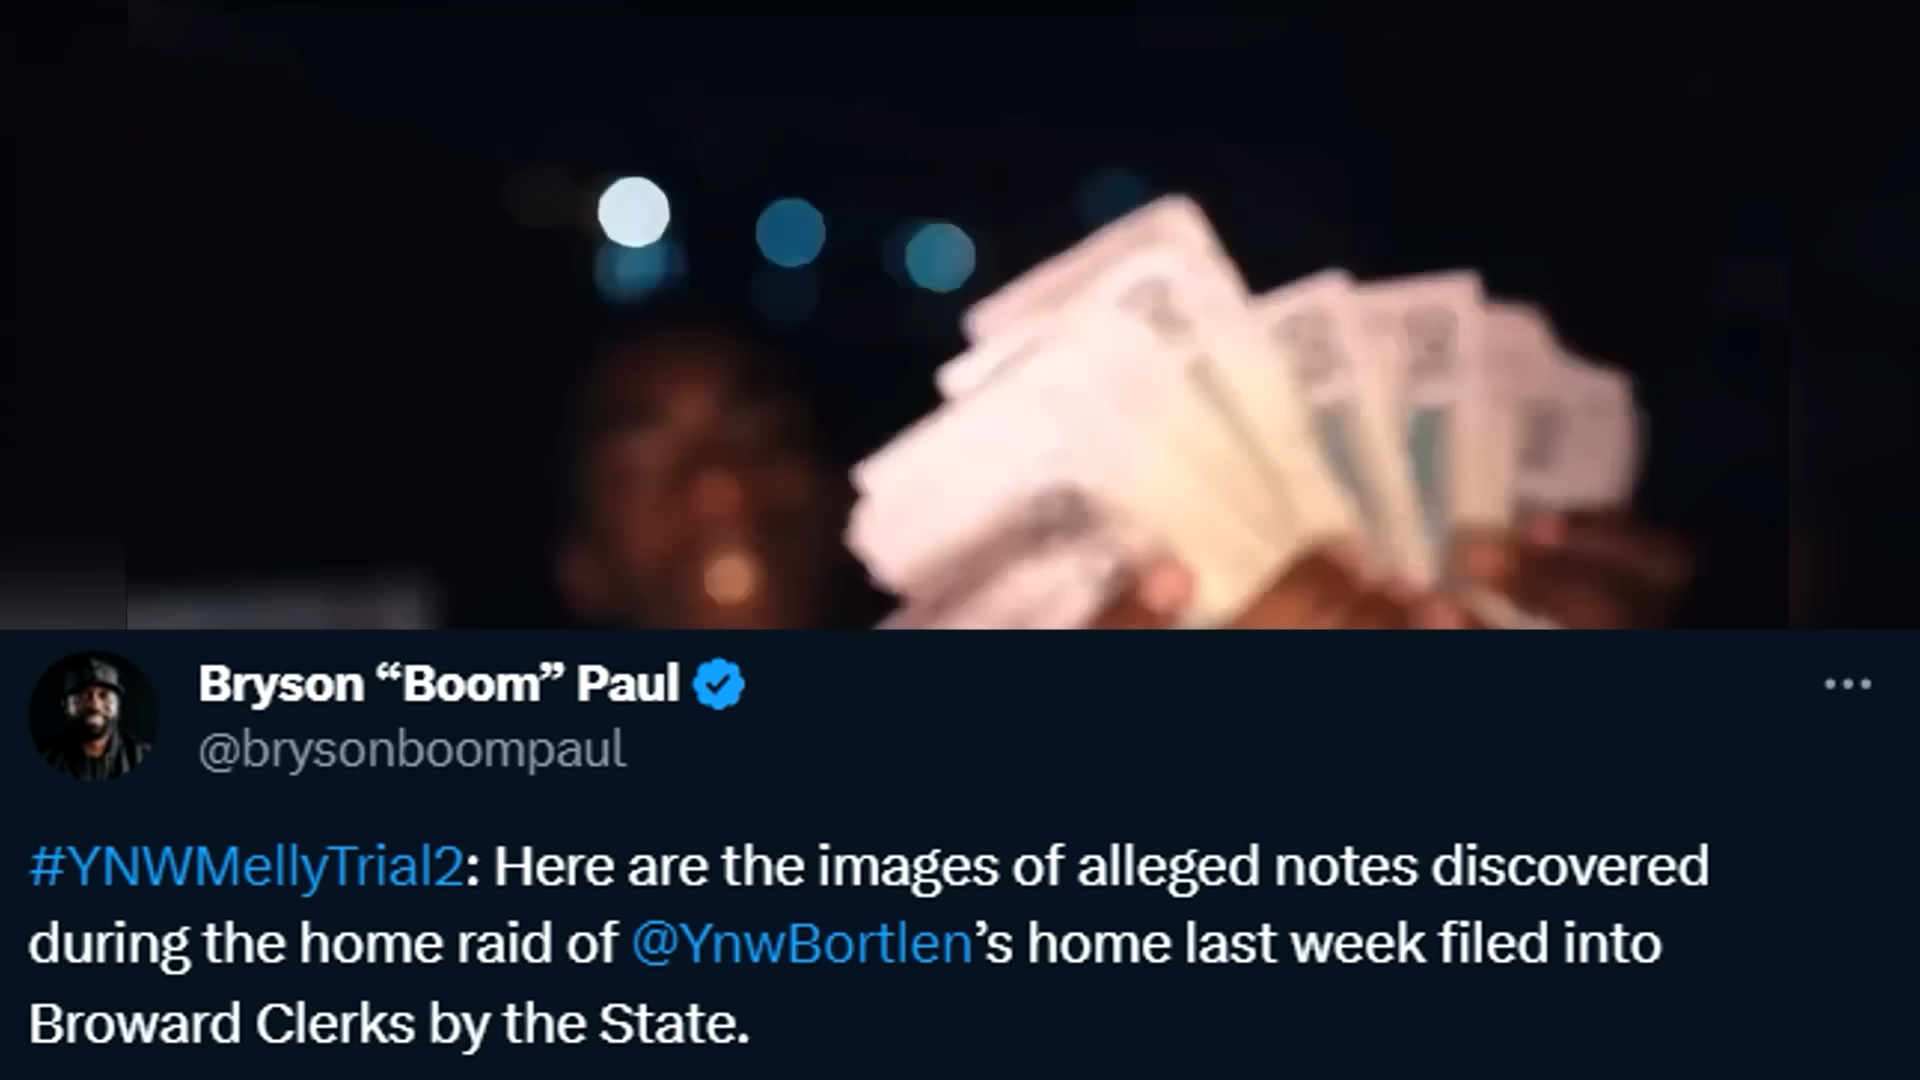 Bryson “Boom” Paul
@brysonboompaul
#YNWMellyTrial2: Here are the images of alleged notes discovered
during the home raid of @YnwBortlen’s home last week filed into
Broward Clerks by the State.